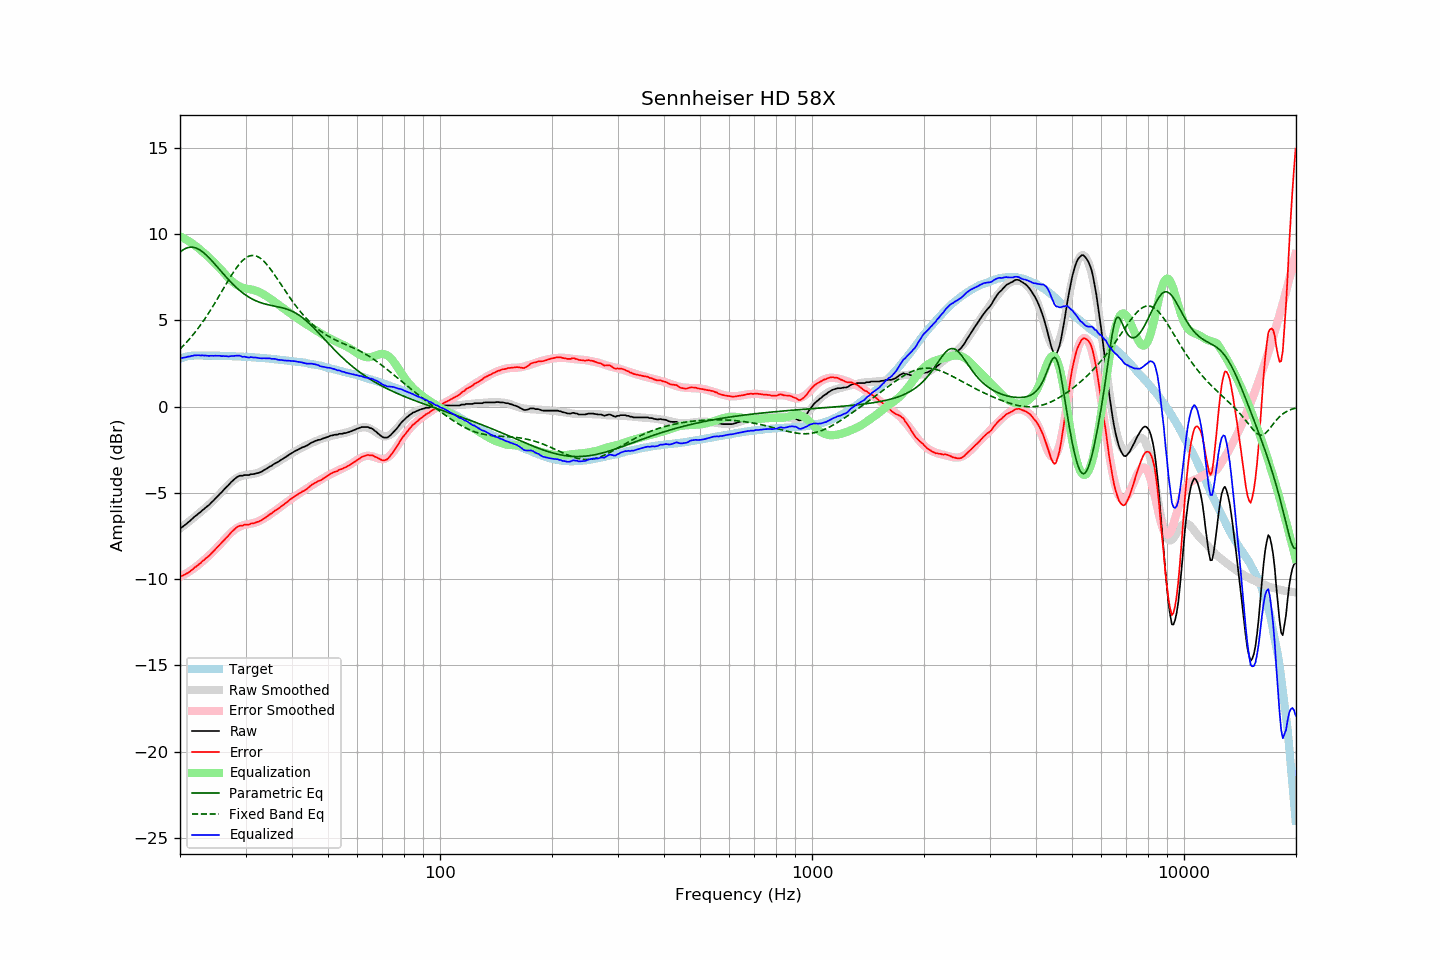 Sennheiser HD 58X
15
10
5
0
−5
−10
−15
−20
−25
Amplitude (dBr)
Target
Raw Smoothed
Error Smoothed
Raw
Error
Equalization
Parametric Eq
Fixed Band Eq
Equalized
100 1000 10000
Frequency (Hz)